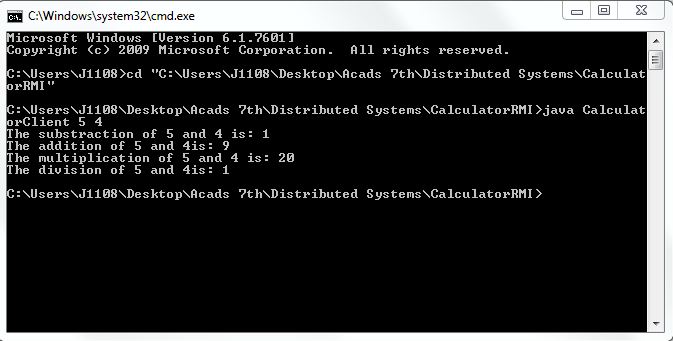 C:\Windows\system32\cmd.exe
Microsoft Windows [Version 6.1.7601]
Copyright (c) 2009 Microsoft Corporation.  All rights reserved.
C:\Users\J1108>cd "C:\Users\J1108\Desktop\Acads 7th\Distributed Systems\Calculat
orRMI"
C:\Users\J1108\Desktop\Acads 7th\Distributed Systems\CalculatorRMI>java Calculat
orClient 5 4
The substraction of 5 and 4 is: 1
The addition of 5 and 4is: 9
The multiplication of 5 and 4 is: 20
The division of 5 and 4is: 1
C:\Users\J1108\Desktop\Acads 7th\Distributed Systems\CalculatorRMI>